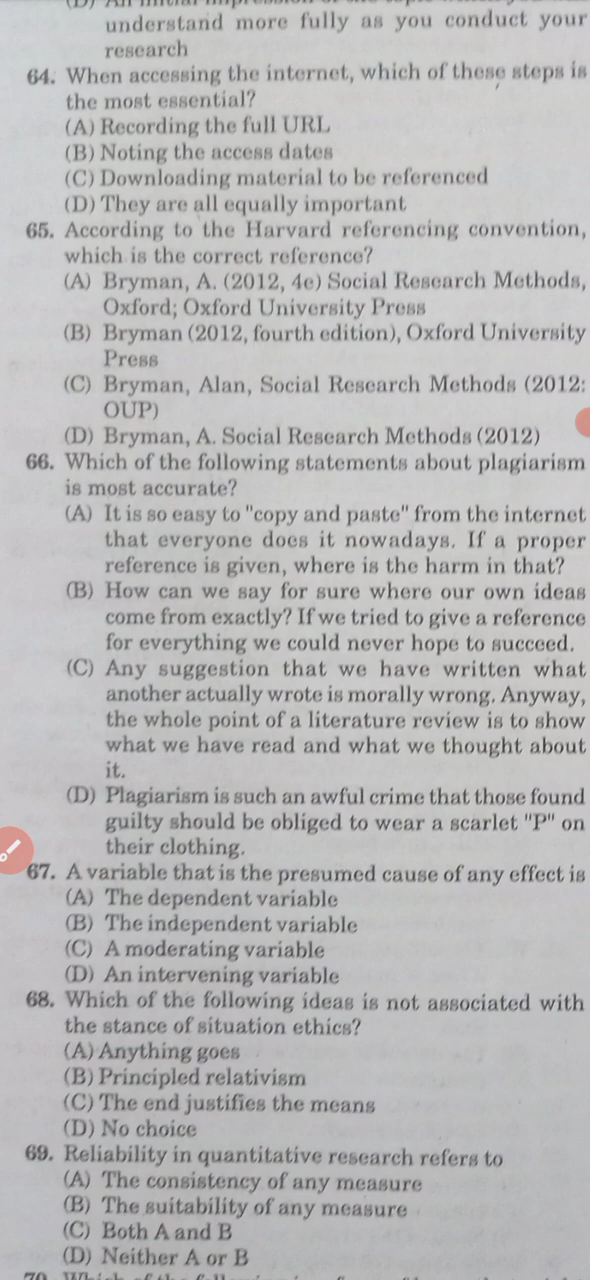 understand more fully as you conduct your
research
64. When accessing the internet, which of these steps is
the most essential?
(A) Recording the full URL
(B) Noting the access dates
(C) Downloading material to be referenced
(D) They are all equally important
65. According to the Harvard referencing convention,
which is the correct reference?
(A) Bryman, A. (2012, 4e) Social Research Methods,
Oxford; Oxford University Press
(B) Bryman (2012, fourth edition), Oxford University
Press
(C) Bryman, Alan, Social Research Methods (2012:
OUP)
(D) Bryman, A. Social Research Methods (2012)
66. Which of the following statements about plagiarism
is most accurate?
(A) It is so easy to "copy and paste" from the internet
that everyone does it nowadays. If a proper
reference is given, where is the harm in that?
(B) How can we say for sure where our own ideas
come from exactly? If we tried to give a reference
for everything we could never hope to succeed.
(C) Any suggestion that we have written what
another actually wrote is morally wrong. Anyway,
the whole point of a literature review is to show
what we have read and what we thought about
it.
(D) Plagiarism is such an awful crime that those found
guilty should be obliged to wear a scarlet "P" on
their clothing.
67. A variable that is the presumed cause of any effect is
(A) The dependent variable
(B) The independent variable
(C) A moderating variable
(D) An intervening variable
68. Which of the following ideas is not associated with
the stance of situation ethics?
(A) Anything goes
(B) Principled relativism
(C) The end justifies the means
(D) No choice
69. Reliability in quantitative research refers to
(A) The consistency of any measure
(B) The suitability of any measure
(C) Both A and B
(D) Neither A or B